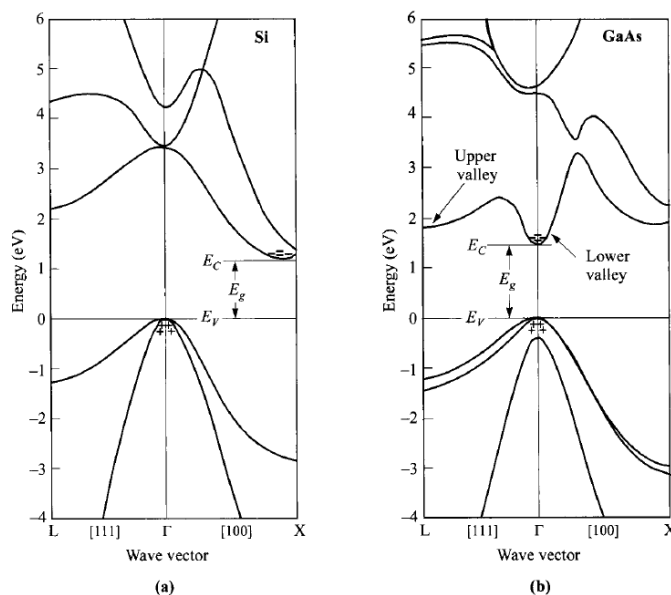 6
5
4
3
2
1
0
−1
−2
−3
−4
Energy (eV)
Si
E_C
E_g
E_V
L [111] Γ [100] X
Wave vector
(a)
6
5
4
3
2
1
0
−1
−2
−3
−4
Energy (eV)
GaAs
Upper
valley
E_C
Lower
valley
E_g
E_V
L [111] Γ [100] X
Wave vector
(b)